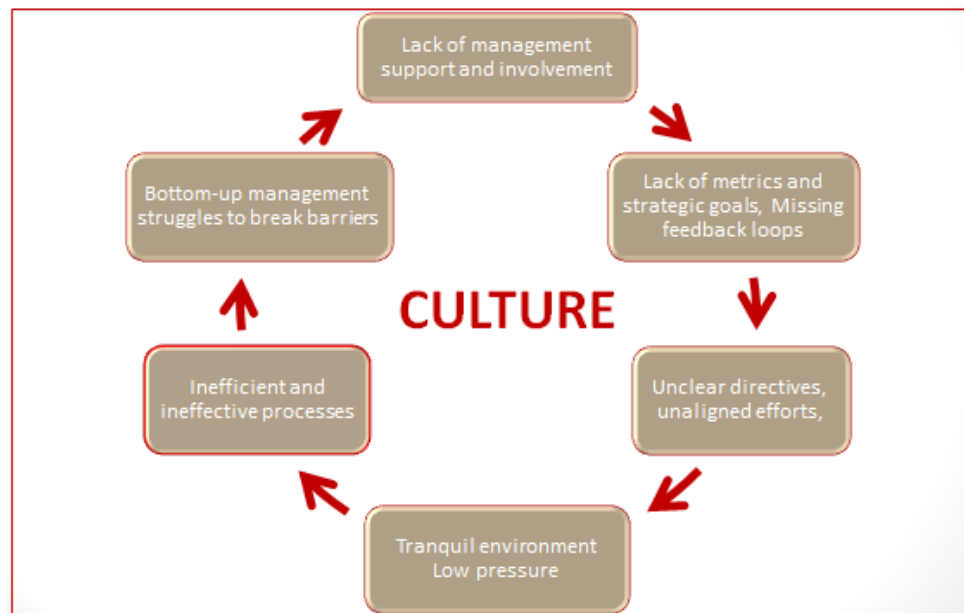 Lack of management
support and involvement
Lack of metrics and
strategic goals, Missing
feedback loops
Unclear directives,
unaligned efforts,
Tranquil environment
Low pressure
Inefficient and
ineffective processes
Bottom-up management
struggles to break barriers
CULTURE